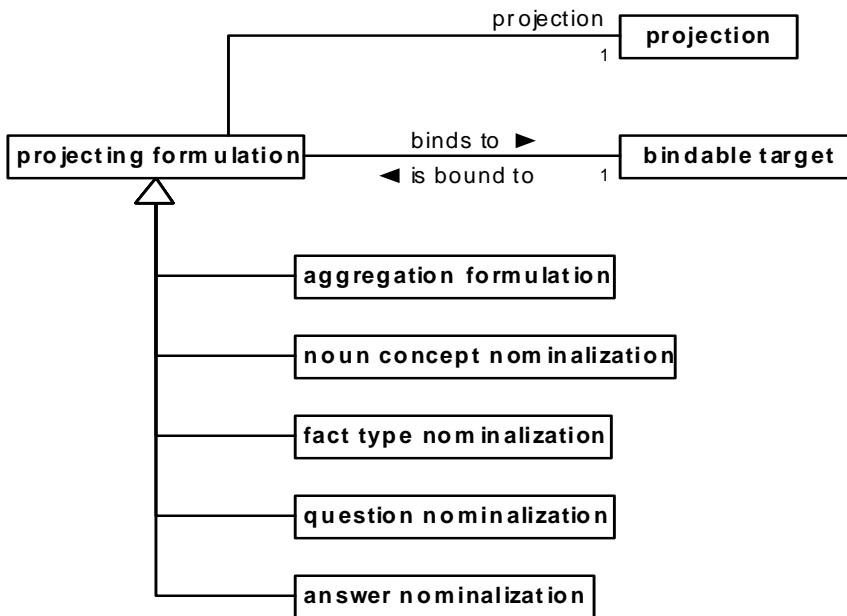 projection
projection
1
projecting formulation
binds to ►
bindable target
◄ is bound to
1
aggregation formulation
noun concept nominalization
fact type nominalization
question nominalization
answer nominalization